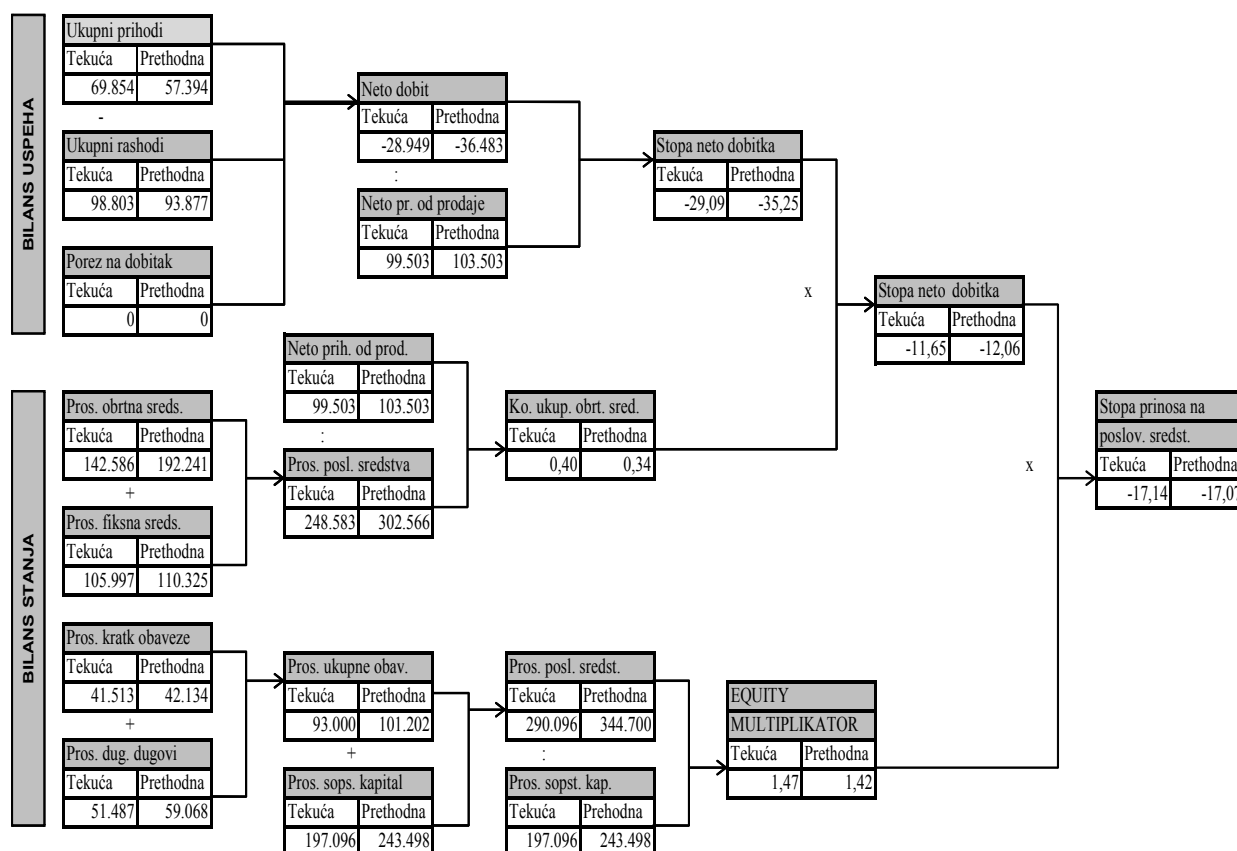 BILANS USPEHA
Ukupni prihodi
Tekuća Prethodna
69.854 57.394
-
Ukupni rashodi
Tekuća Prethodna
98.803 93.877
Porez na dobitak
Tekuća Prethodna
0 0
Neto dobit
Tekuća Prethodna
-28.949 -36.483
:
Neto pr. od prodaje
Tekuća Prethodna
99.503 103.503
Stopa neto dobitka
Tekuća Prethodna
-29,09 -35,25
x
Stopa neto dobitka
Tekuća Prethodna
-11,65 -12,06
BILANS STANJA
Pros. obrtna sreds.
Tekuća Prethodna
142.586 192.241
+
Pros. fiksna sreds.
Tekuća Prethodna
105.997 110.325
Neto prih. od prod.
Tekuća Prethodna
99.503 103.503
:
Pros. posl. sredstva
Tekuća Prethodna
248.583 302.566
Ko. ukup. obrt. sred.
Tekuća Prethodna
0,40 0,34
x
Stopa prinosa na
poslov. sredst.
Tekuća Prethodna
-17,14 -17,07
Pros. kratk obaveze
Tekuća Prethodna
41.513 42.134
+
Pros. dug. dugovi
Tekuća Prethodna
51.487 59.068
Pros. ukupne obav.
Tekuća Prethodna
93.000 101.202
+
Pros. sops. kapital
Tekuća Prethodna
197.096 243.498
Pros. posl. sredst.
Tekuća Prethodna
290.096 344.700
:
Pros. sopst. kap.
Tekuća Prethodna
197.096 243.498
EQUITY
MULTIPLIKATOR
Tekuća Prethodna
1,47 1,42